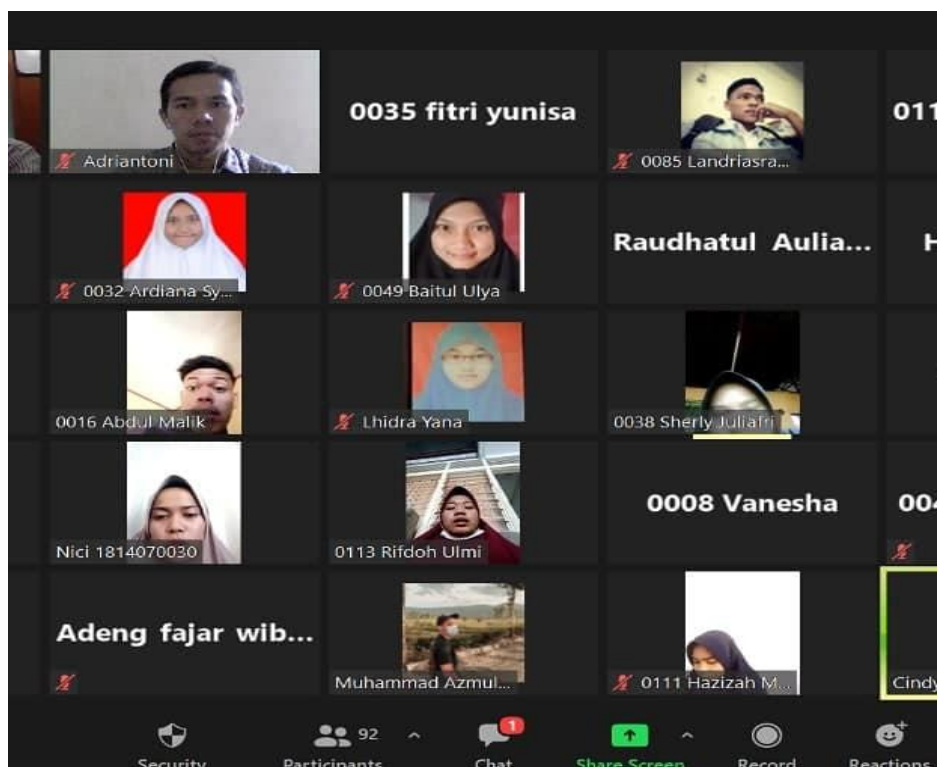 Adriantoni
0035 fitri yunisa
0085 Landriasra...
011
0032 Ardiana Sy...
0049 Baitul Ulya
Raudhatul Aulia...
H
0016 Abdul Malik
Lhidra Yana
0038 Sherly Juliafri
Nici 1814070030
0113 Rifdoh Ulmi
0008 Vanesha
004
Adeng fajar wib...
Muhammad Azmul...
0111 Hazizah M...
Cindy
92
1
Security
Participants
Chat
Share Screen
Record
Reactions